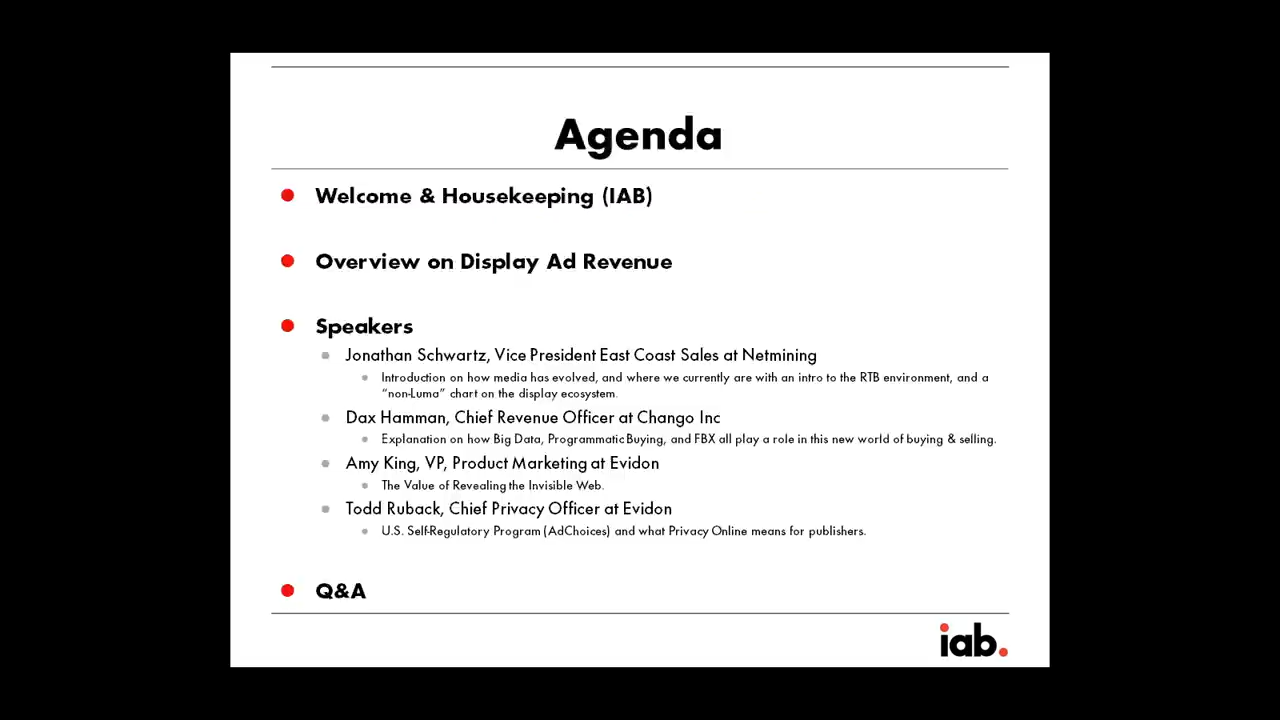 Agenda
Welcome & Housekeeping (IAB)
Overview on Display Ad Revenue
Speakers
Jonathan Schwartz, Vice President East Coast Sales at Netmining
Introduction on how media has evolved, and where we currently are with an intro to the RTB environment, and a
“non-Luma” chart on the display ecosystem.
Dax Hamman, Chief Revenue Officer at Chango Inc
Explanation on how Big Data, Programmatic Buying, and FBX all play a role in this new world of buying & selling.
Amy King, VP, Product Marketing at Evidon
The Value of Revealing the Invisible Web.
Todd Ruback, Chief Privacy Officer at Evidon
U.S. Self-Regulatory Program (AdChoices) and what Privacy Online means for publishers.
Q&A
iab.